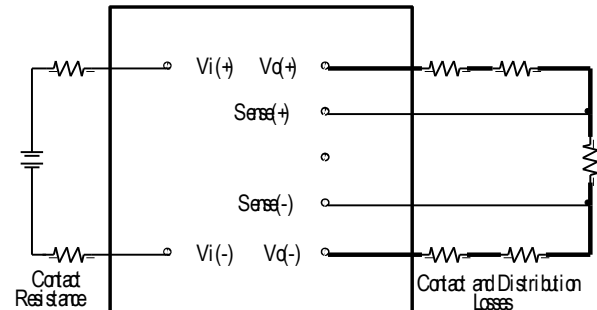 Vi(+) Vo(+)
Sense(+)
Sense(-)
Vi(-) Vo(-)
Contact
Resistance
Contact and Distribution
Losses